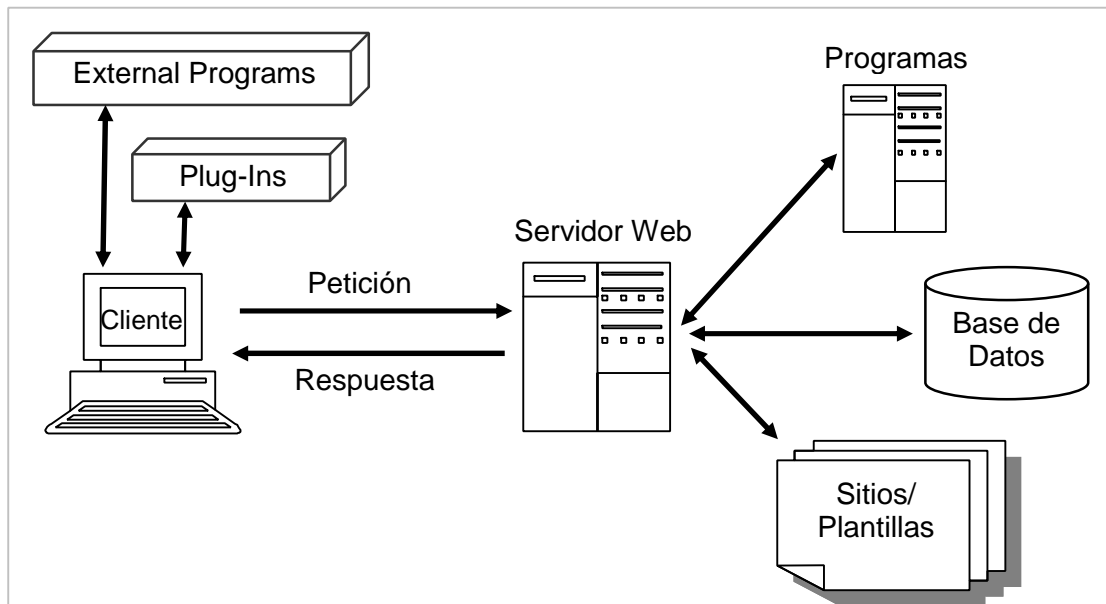 External Programs
Programas
Plug-Ins
Servidor Web
Petición
Cliente
Respuesta
Base de
Datos
Sitios/
Plantillas